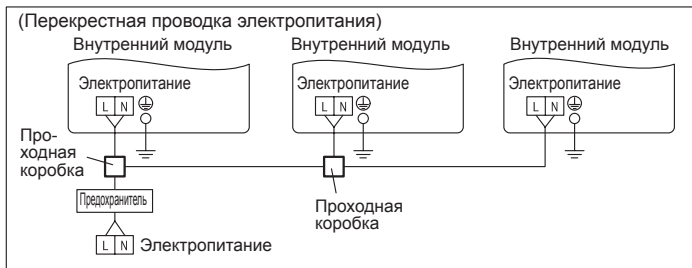 (Перекрестная проводка электропитания)
Внутренний модуль Внутренний модуль Внутренний модуль
Электропитание Электропитание Электропитание
L N L N L N
Про-
ходная
коробка
Предохранитель
Проходная
коробка
L N Электропитание